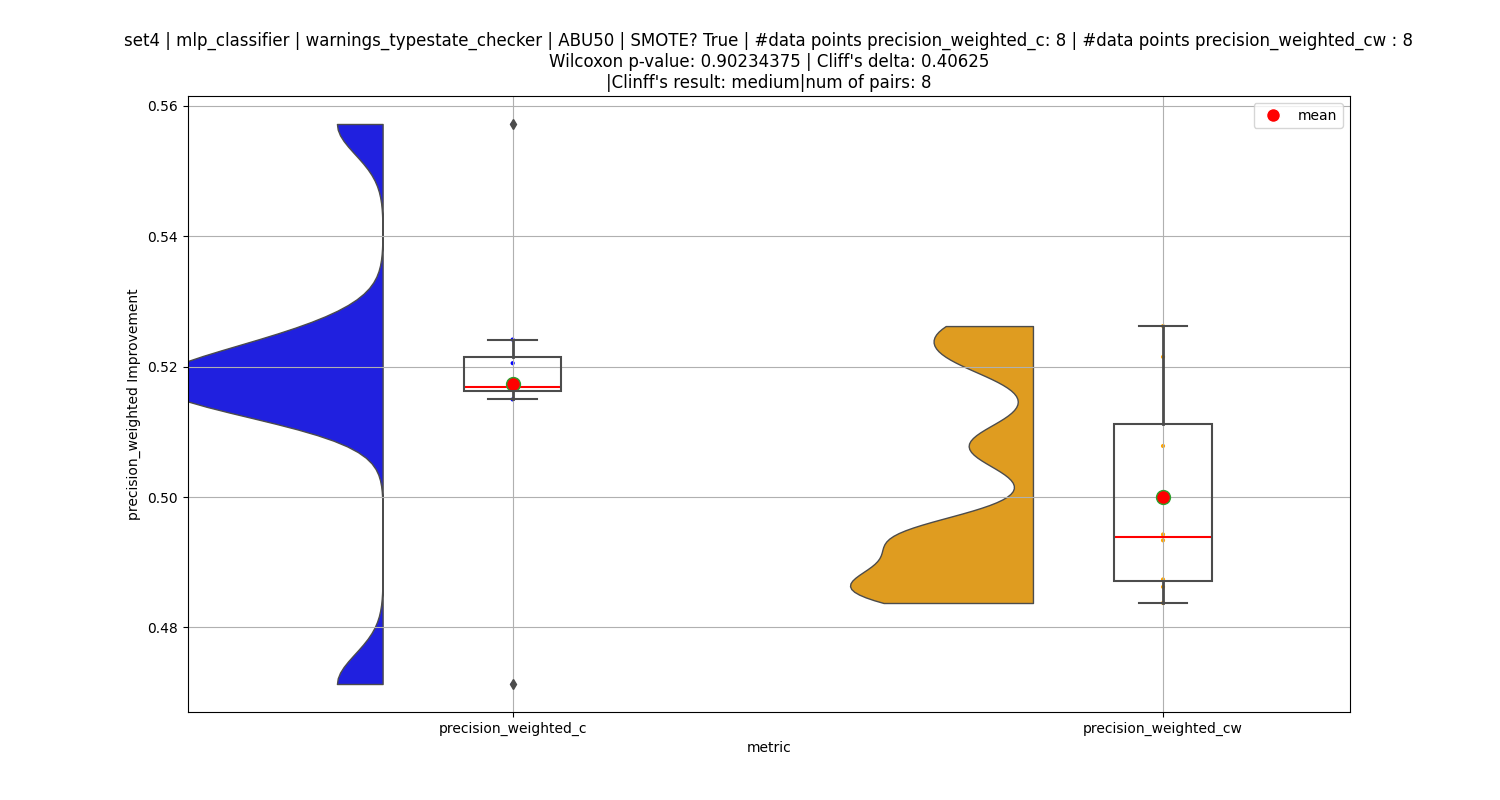 set4 | mlp_classifier | warnings_typestate_checker | ABU50 | SMOTE? True | #data points precision_weighted_c: 8 | #data points precision_weighted_cw : 8
Wilcoxon p-value: 0.90234375 | Cliff's delta: 0.40625
|Clinff's result: medium|num of pairs: 8
mean
0.56
0.54
0.52
0.50
0.48
precision_weighted Improvement
precision_weighted_c
precision_weighted_cw
metric